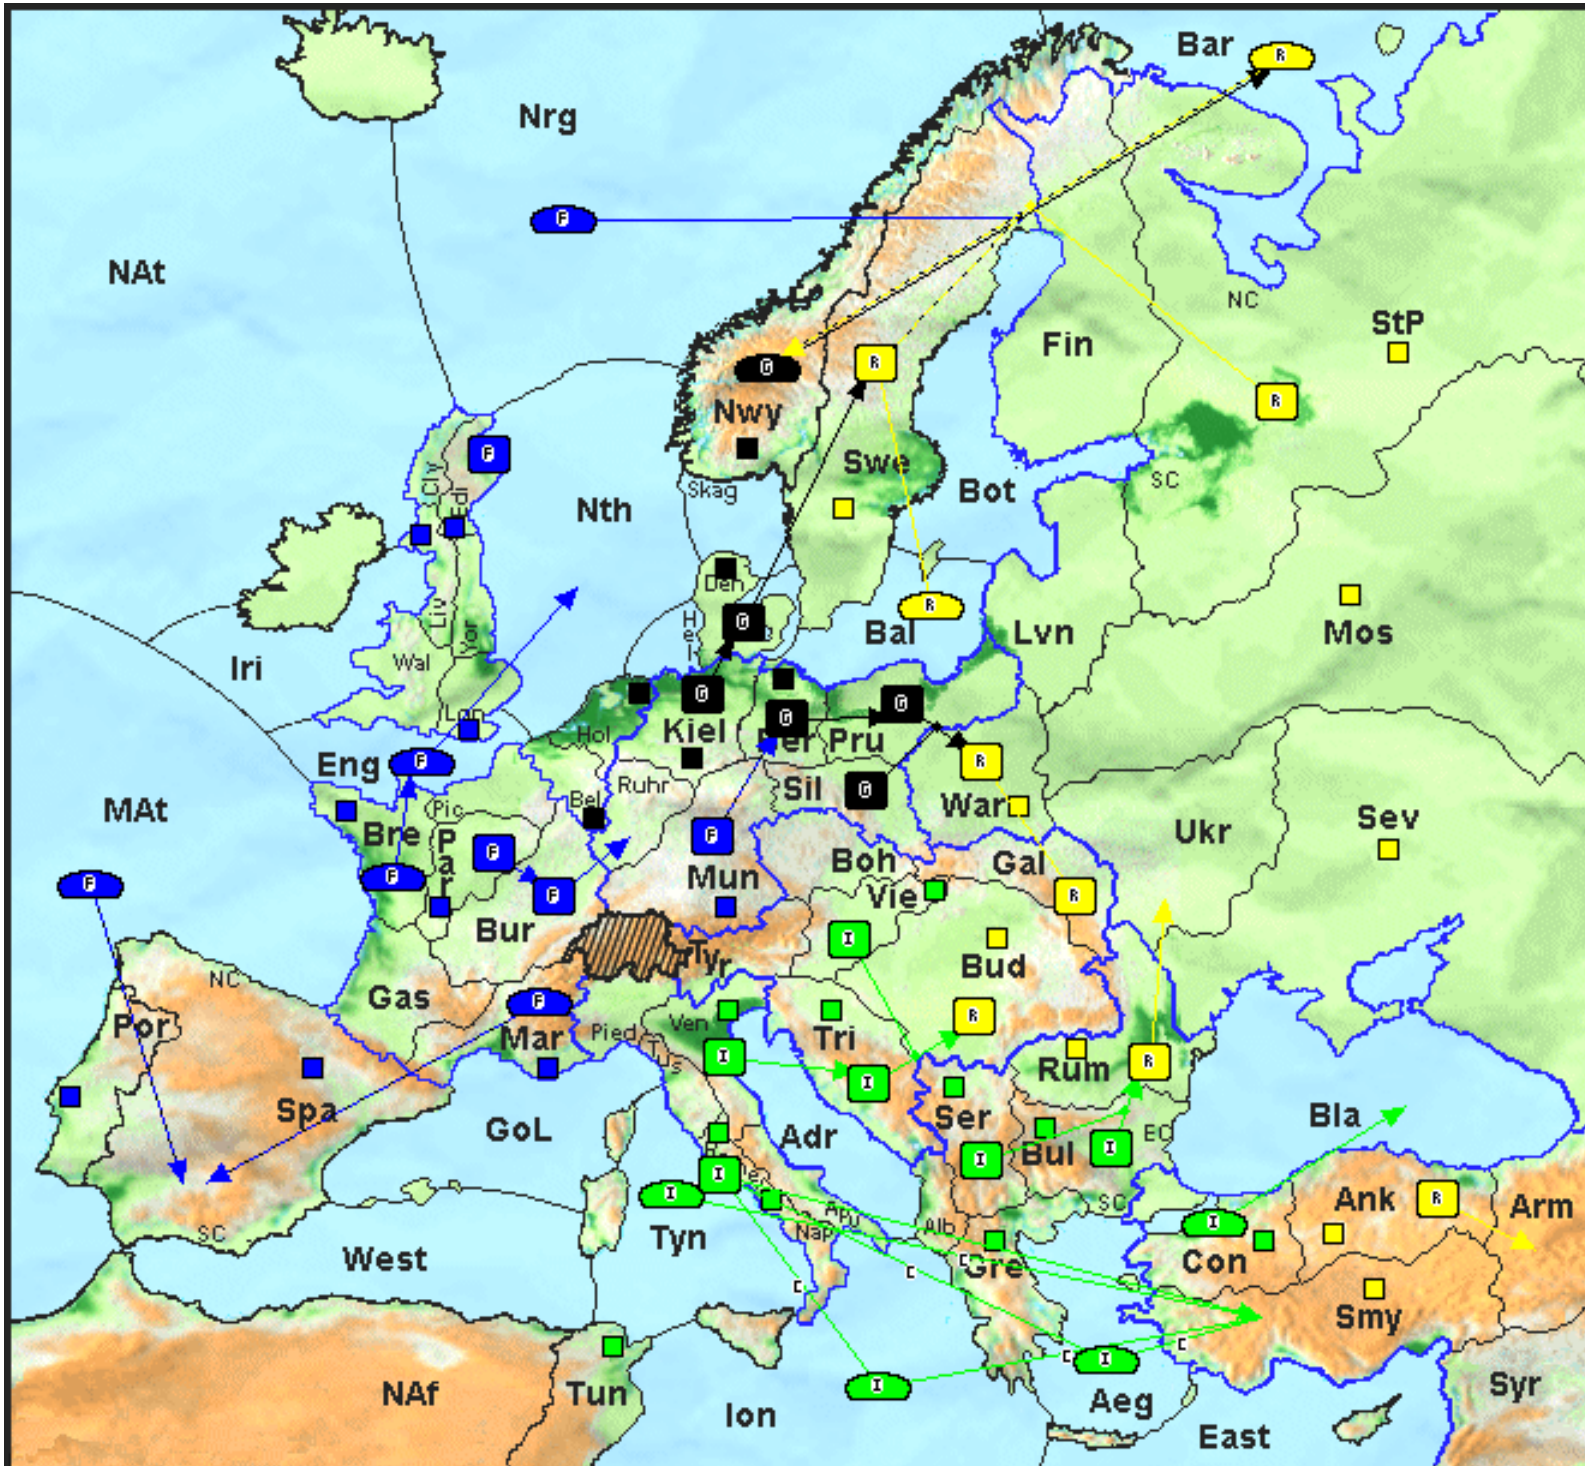 Bar
R
Nrg
F
NAt
NC
StP
Fin
G
R
R
Nwy
F
Swe
Cly
Edi
SC
Skag
Bot
Nth
Den
R
G
Hel
Bal
Lvn
Mos
Liv
Yor
Iri
Wal
G
G
G
Lon
Hol
Kiel
Ber
Pru
Eng
F
R
Ruhr
Sil
G
War
Bel
MAt
Pic
Bre
Par
F
F
Ukr
Sev
Boh
Gal
F
F
F
Mun
Vie
R
Bur
I
Bud
Tyr
NC
Gas
F
Por
Mar
Pied
Ven
Tri
R
Tus
I
I
Rum
R
Spa
GoL
Adr
Ser
Bla
EC
I
Bul
I
I
I
Tyn
Apu
Nap
Alb
SC
I
Ank
R
Arm
SC
West
C
C
C
Gre
Con
Smy
C
C
I
I
NAf
Tun
Ion
Aeg
East
Syr